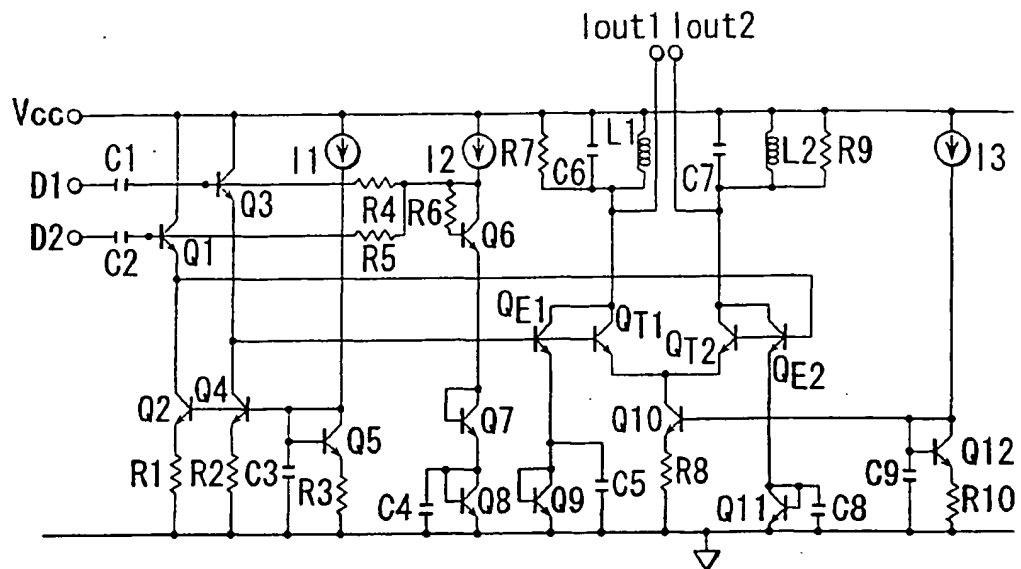 Iout1 Iout2
Vcc
C1
I1
I2
R7
C6
L1
C7
L2
R9
I3
D1
Q3
R4
R6
D2
C2
Q1
R5
Q6
QE1
QT1
QT2
QE2
Q2
Q4
Q5
Q7
Q10
Q12
R1
R2
C3
R3
C4
Q8
Q9
C5
R8
Q11
C8
C9
R10